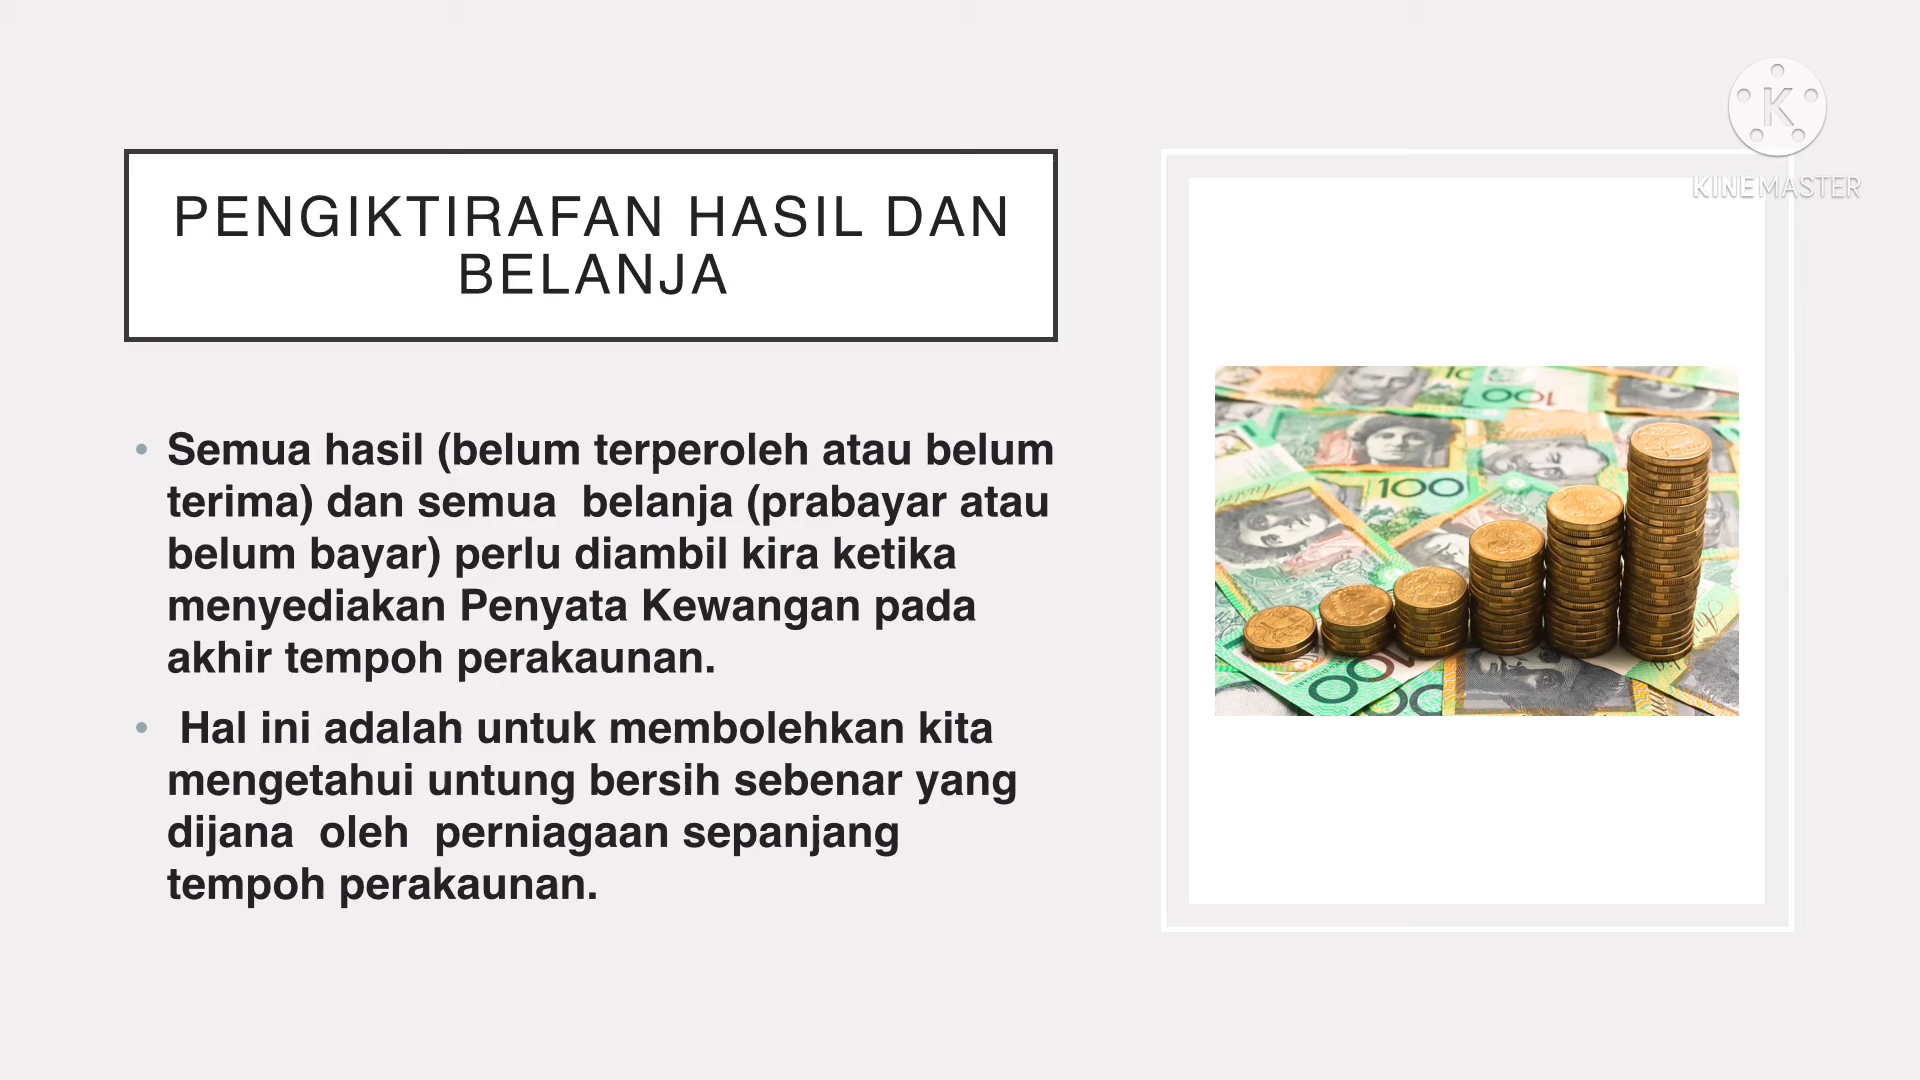 PENGIKTIRAFAN HASIL DAN
BELANJA
• Semua hasil (belum terperoleh atau belum
terima) dan semua  belanja (prabayar atau
belum bayar) perlu diambil kira ketika
menyediakan Penyata Kewangan pada
akhir tempoh perakaunan.
• Hal ini adalah untuk membolehkan kita
mengetahui untung bersih sebenar yang
dijana  oleh  perniagaan sepanjang
tempoh perakaunan.
K
KINEMASTER
100
100